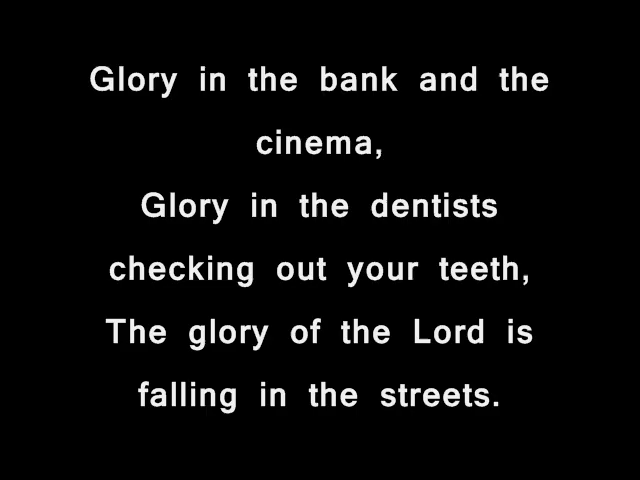 Glory in the bank and the
cinema,
Glory in the dentists
checking out your teeth,
The glory of the Lord is
falling in the streets.